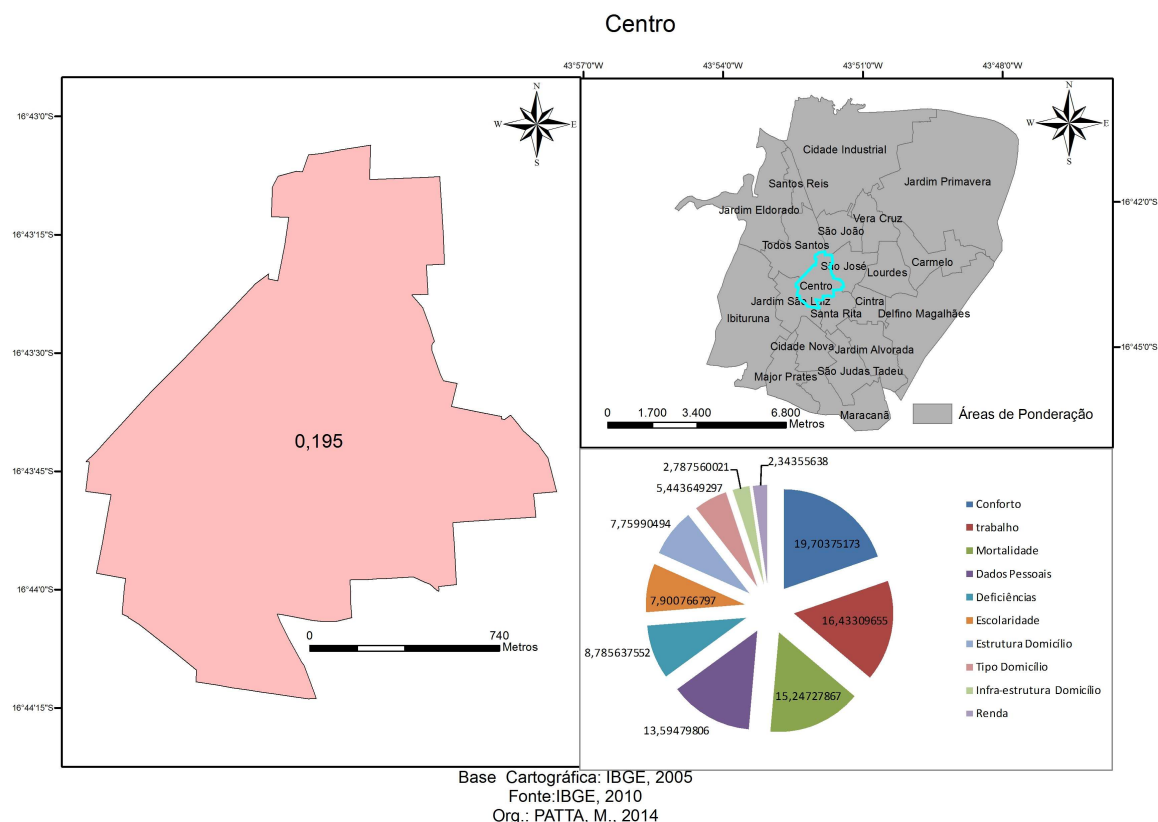 Centro
N
W
E
S
16°43'0"S
16°43'15"S
16°43'30"S
16°43'45"S
16°44'0"S
16°44'15"S
0,195
0
740
Metros
43°57'0"W
43°54'0"W
43°51'0"W
43°48'0"W
N
W
E
S
16°42'0"S
16°45'0"S
Cidade Industrial
Santos Reis
Jardim Primavera
Jardim Eldorado
Vera Cruz
São João
Todos Santos
São José
Carmelo
Lourdes
Centro
Jardim São Luiz
Cintra
Ibituruna
Santa Rita
Delfino Magalhães
Cidade Nova
Jardim Alvorada
São Judas Tadeu
Major Prates
Maracanã
0 1.700 3.400 6.800
Metros
Áreas de Ponderação
2,787560021
2,34355638
5,443649297
7,75990494
19,70375173
7,900766797
16,43309655
8,785637552
15,24727867
13,59479806
Conforto
trabalho
Mortalidade
Dados Pessoais
Deficiências
Escolaridade
Estrutura Domicílio
Tipo Domicílio
Infra-estrutura Domicílio
Renda
Base Cartográfica: IBGE, 2005
Fonte:IBGE, 2010
Org.: PATTA, M., 2014